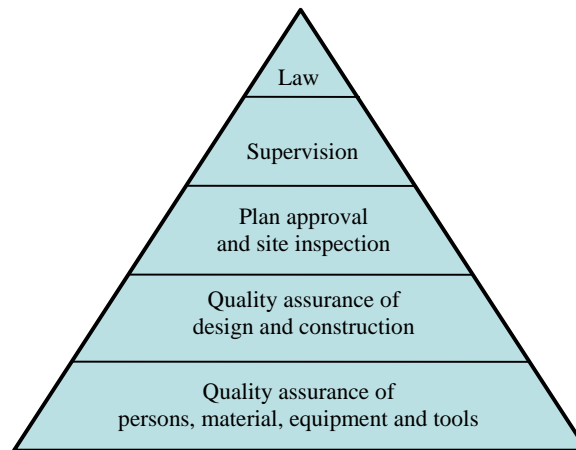 Law
Supervision
Plan approval
and site inspection
Quality assurance of
design and construction
Quality assurance of
persons, material, equipment and tools